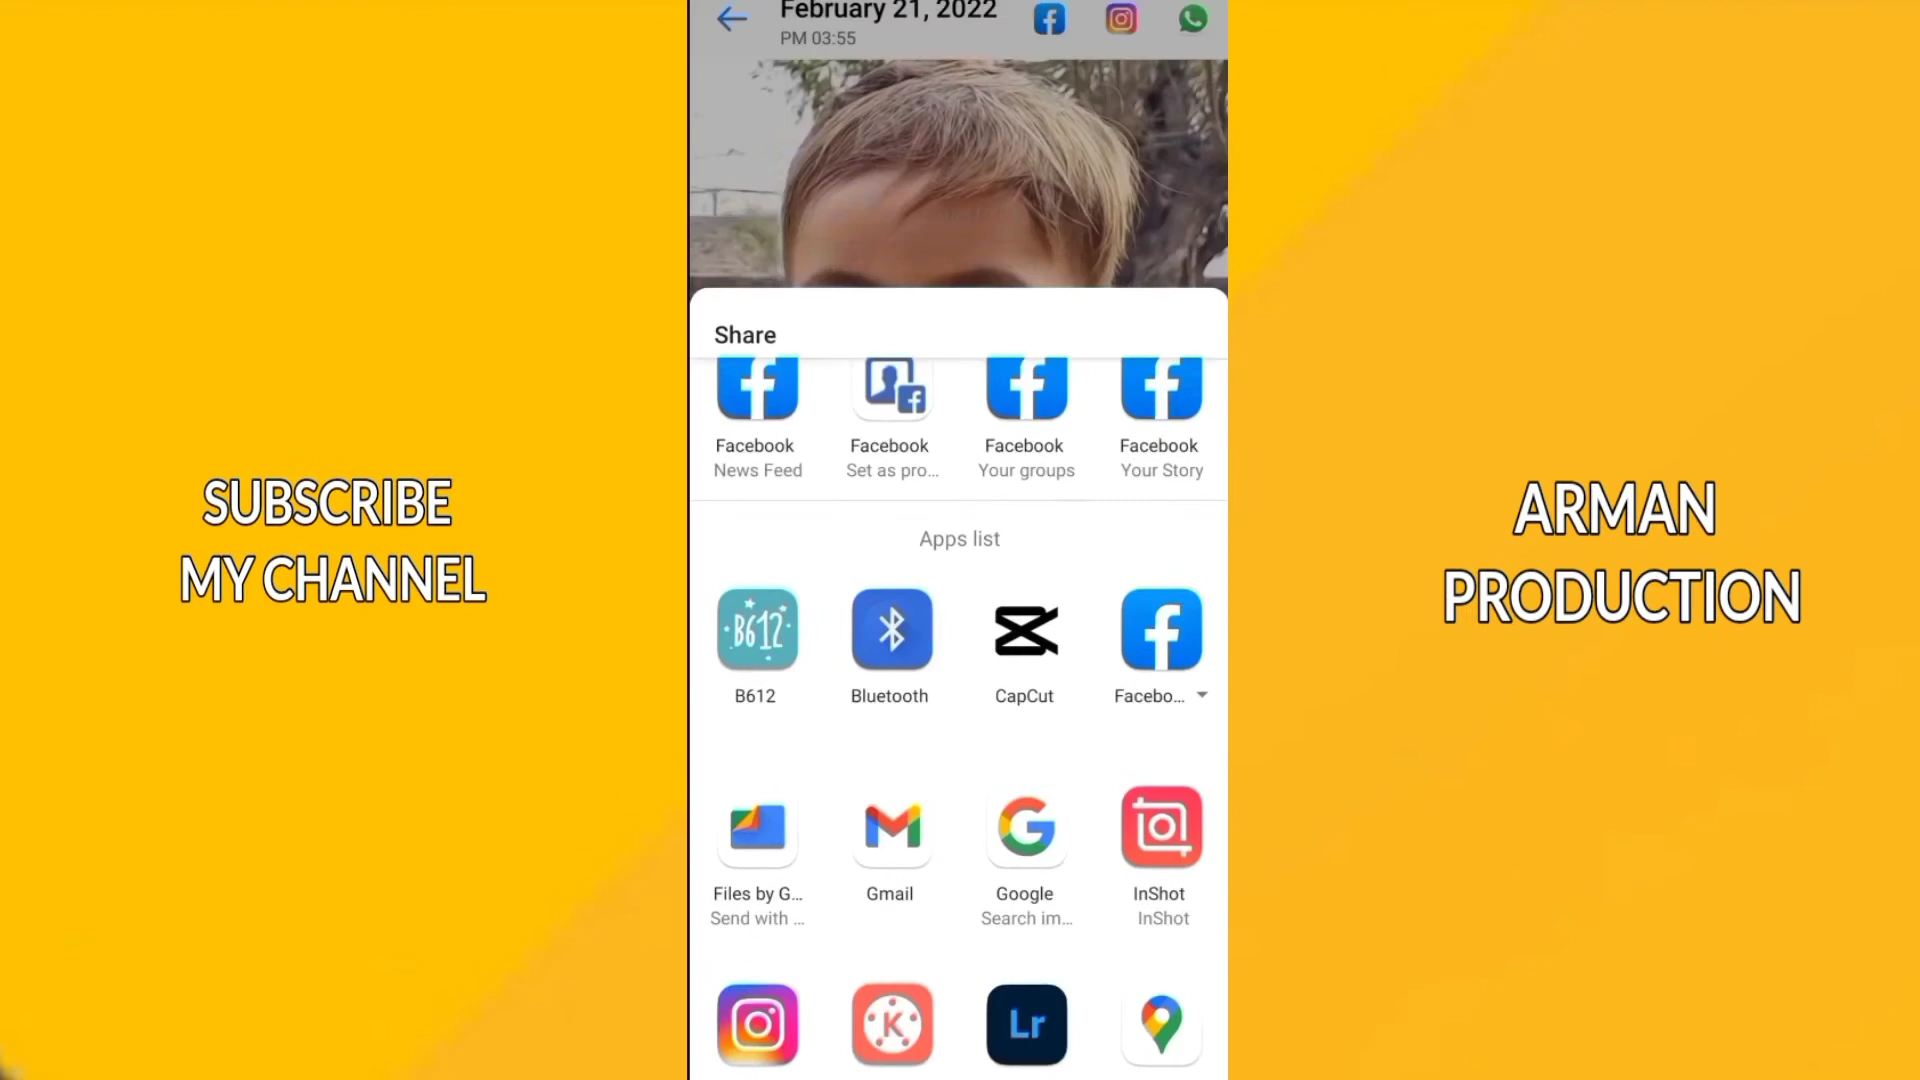 February 21, 2022
PM 03:55
Share
Facebook Facebook Facebook Facebook
News Feed Set as pro... Your groups Your Story
Apps list
B612
B612 Bluetooth CapCut Facebo...
Files by G... Gmail Google InShot
Send with ... Search im... InShot
K Lr
SUBSCRIBE
MY CHANNEL
ARMAN
PRODUCTION